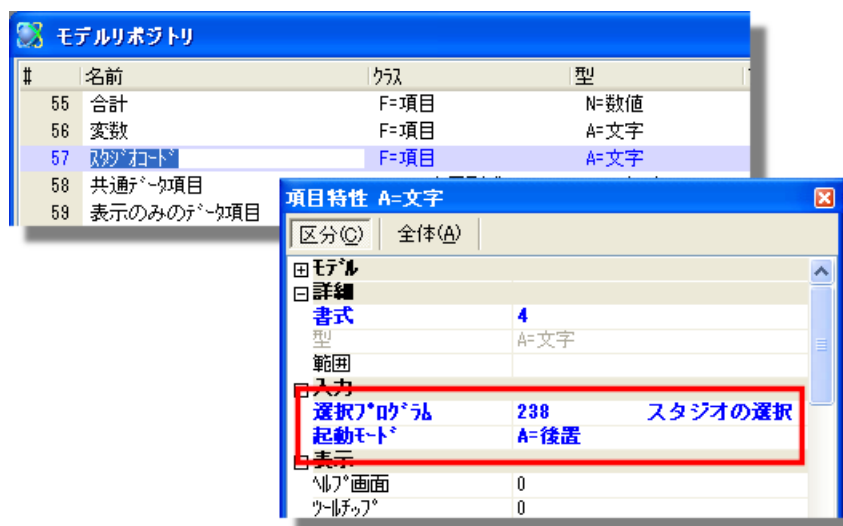 モデルリポジトリ
# 名前 クラス 型
55 合計 F=項目 N=数値
56 変数 F=項目 A=文字
57 ｽﾀｼﾞｵｺｰﾄﾞ F=項目 A=文字
58 共通ﾃﾞｰﾀ項目
59 表示のみのﾃﾞｰﾀ項目
項目特性 A=文字
区分(C) 全体(A)
ﾓﾃﾞﾙ
詳細
書式 4
型 A=文字
範囲
入力
選択ﾌﾟﾛｸﾞﾗﾑ 238 スタジオの選択
起動ﾓｰﾄﾞ A=後置
表示
ﾍﾙﾌﾟ画面 0
ﾂｰﾙﾁｯﾌﾟ 0